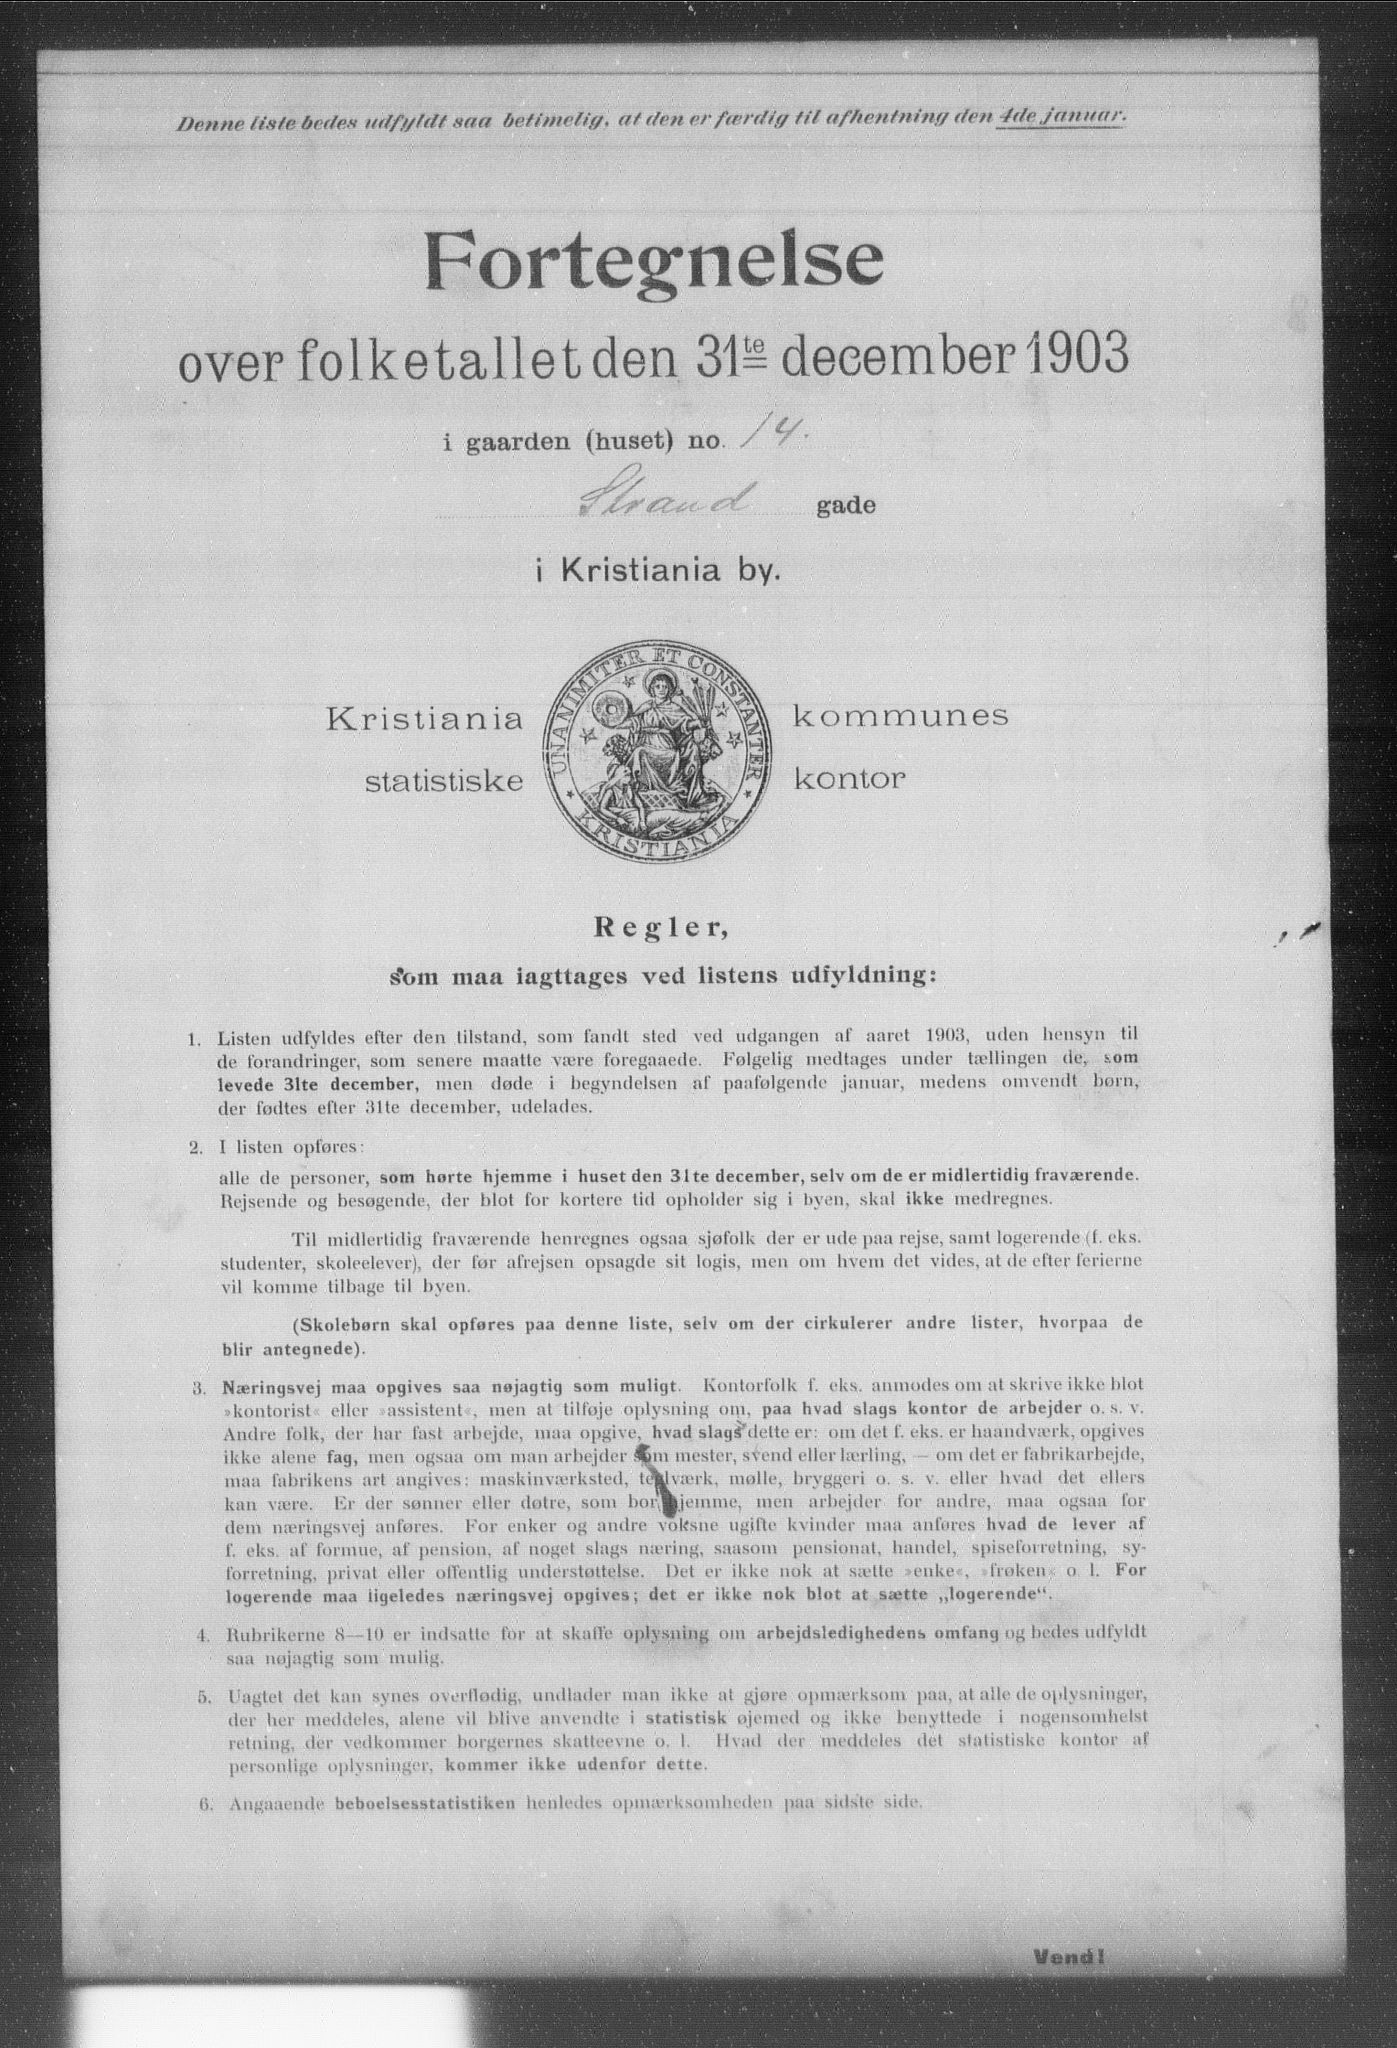 Denne liste bedes udfyldt saa betimelig, at den er færdig til afhentning den 4de januar.
Fortegnelse
over folketallet den 31te december 1903
i gaarden (huset) no. 14.
Strand gade
i Kristiania by.
UNANIMITER ET CONSTANTER
Kristiania kommunes
statistiske kontor
* KRISTIANIA *
Regler,
som maa iagttages ved listens udfyldning:
1. Listen udfyldes efter den tilstand, som fandt sted ved udgangen af aaret 1903, uden hensyn til
de forandringer, som senere maatte være foregaaede. Følgelig medtages under tællingen de, som
levede 31te december, men døde i begyndelsen af paafølgende januar, medens omvendt børn,
der fødtes efter 31te december, udelades.
2. I listen opføres:
alle de personer, som hørte hjemme i huset den 31te december, selv om de er midlertidig fraværende.
Rejsende og besøgende, der blot for kortere tid opholder sig i byen, skal ikke medregnes.
Til midlertidig fraværende henregnes ogsaa sjøfolk der er ude paa rejse, samt logerende (f. eks.
studenter, skoleelever), der før afrejsen opsagde sit logis, men om hvem det vides, at de efter ferierne
vil komme tilbage til byen.
(Skolebørn skal opføres paa denne liste, selv om der cirkulerer andre lister, hvorpaa de
blir antegnede).
3. Næringsvej maa opgives saa nøjagtig som muligt. Kontorfolk f. eks. anmodes om at skrive ikke blot
»kontorist« eller »assistent«, men at tilføje oplysning om, paa hvad slags kontor de arbejder o. s. v.
Andre folk, der har fast arbejde, maa opgive, hvad slags dette er: om det f. eks. er haandværk, opgives
ikke alene fag, men ogsaa om man arbejder som mester, svend eller lærling, — om det er fabrikarbejde,
maa fabrikens art angives: maskinværksted, teglværk, mølle, bryggeri o. s. v. eller hvad det ellers
kan være. Er der sønner eller døtre, som bor hjemme, men arbejder for andre, maa ogsaa for
dem næringsvej anføres. For enker og andre voksne ugifte kvinder maa anføres hvad de lever af
f. eks. af formue, af pension, af noget slags næring, saasom pensionat, handel, spiseforretning, sy-
forretning, privat eller offentlig understøttelse. Det er ikke nok at sætte »enke«, »frøken« o l. For
logerende maa ligeledes næringsvej opgives; det er ikke nok blot at sætte „logerende“.
4. Rubrikerne 8—10 er indsatte for at skaffe oplysning om arbejdsledighedens omfang og bedes udfyldt
saa nøjagtig som mulig.
5. Uagtet det kan synes overflødig, undlader man ikke at gjøre opmærksom paa, at alle de oplysninger,
der her meddeles, alene vil blive anvendte i statistisk øjemed og ikke benyttede i nogensomhelst
retning, der vedkommer borgernes skatteevne o. l. Hvad der meddeles det statistiske kontor af
personlige oplysninger, kommer ikke udenfor dette.
6. Angaaende beboelsesstatistiken henledes opmærksomheden paa sidste side.
Vend!